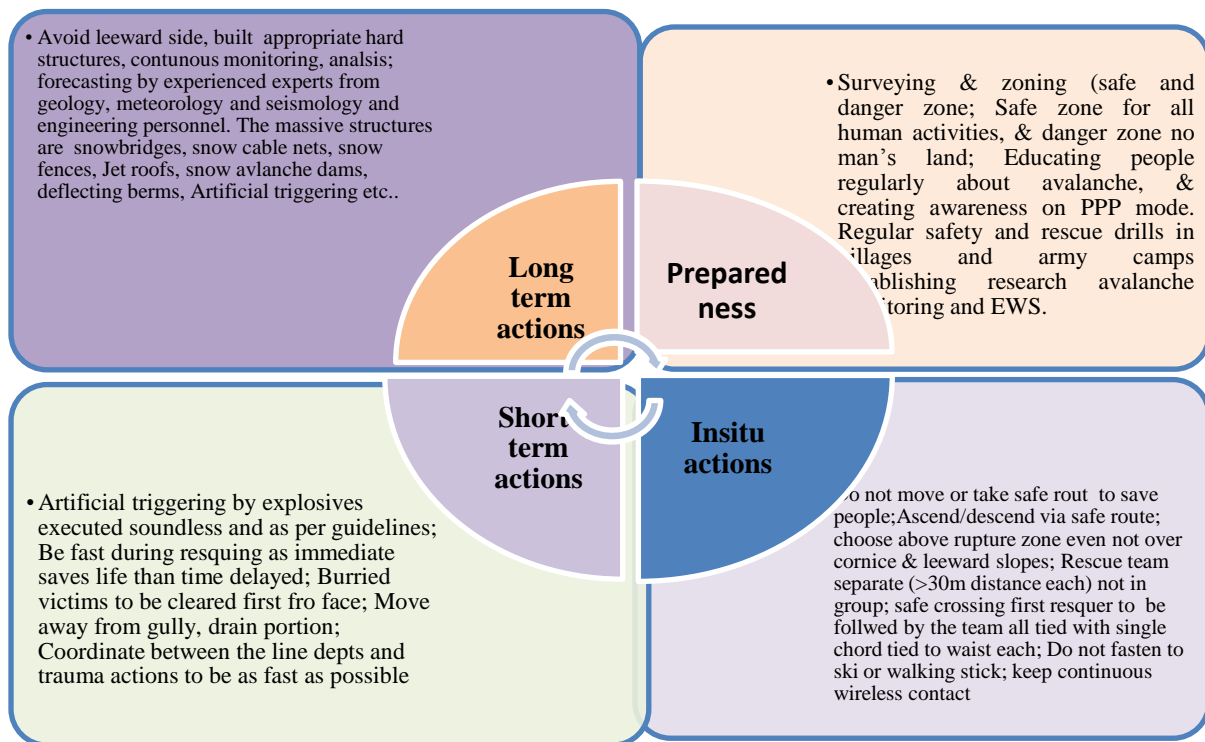 • Avoid leeward side, built appropriate hard
structures, contunous monitoring, analsis;
forecasting by experienced experts from
geology, meteorology and seismology and
engineering personnel. The massive structures
are snowbridges, snow cable nets, snow
fences, Jet roofs, snow avlanche dams,
deflecting berms, Artificial triggering etc..
• Surveying & zoning (safe and
danger zone; Safe zone for all
human activities, & danger zone no
man's land; Educating people
regularly about avalanche, &
creating awareness on PPP mode.
Regular safety and rescue drills in
illages and army camps
ablishing research avalanche
itoring and EWS.
Long
term
actions
Prepared
ness
Short
term
actions
Insitu
actions
• Artificial triggering by explosives
executed soundless and as per guidelines;
Be fast during resquing as immediate
saves life than time delayed; Burried
victims to be cleared first fro face; Move
away from gully, drain portion;
Coordinate between the line depts and
trauma actions to be as fast as possible
Do not move or take safe rout to save
people;Ascend/descend via safe route;
choose above rupture zone even not over
cornice & leeward slopes; Rescue team
separate (>30m distance each) not in
group; safe crossing first resquer to be
follwed by the team all tied with single
chord tied to waist each; Do not fasten to
ski or walking stick; keep continuous
wireless contact